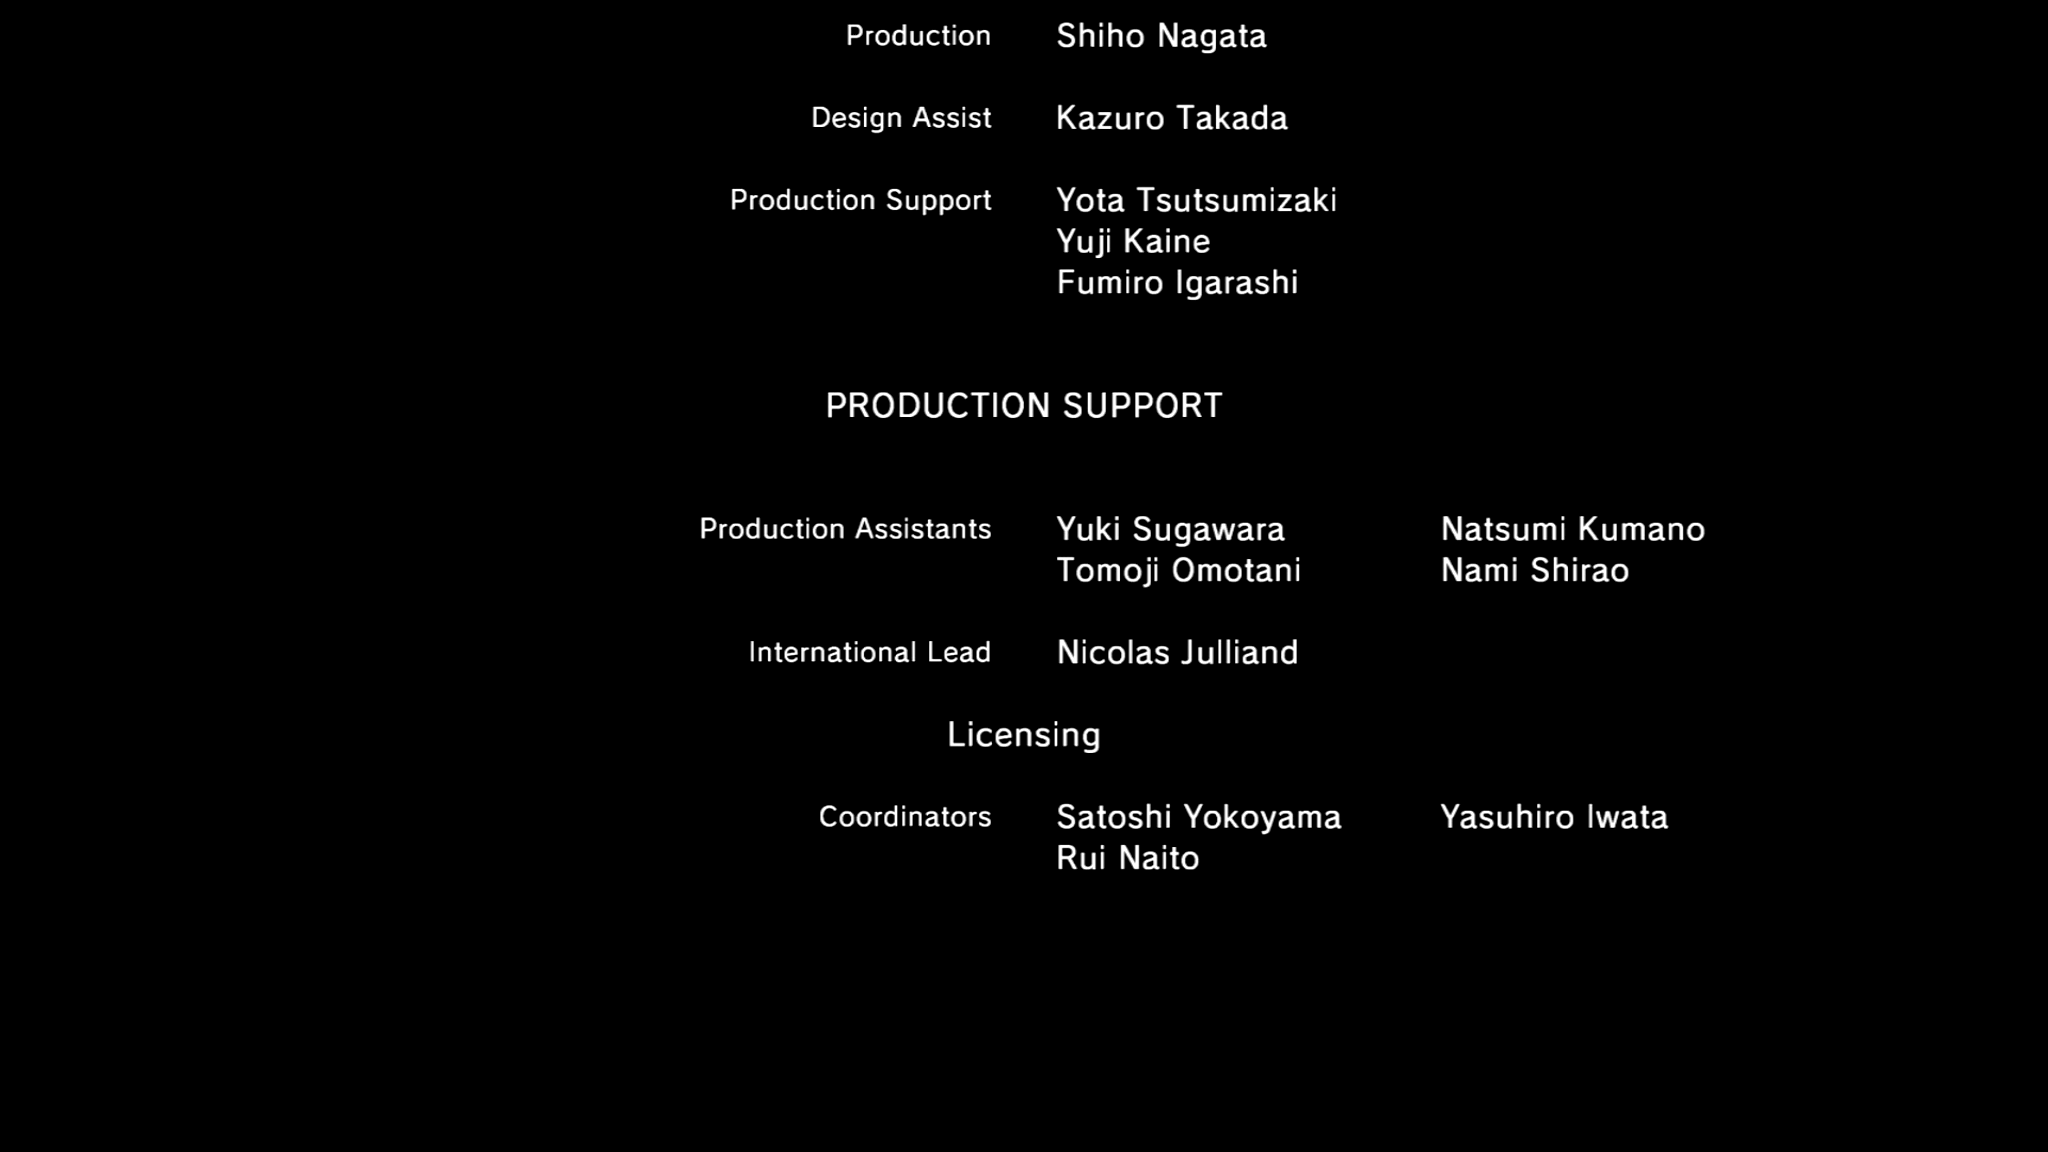 Production Shiho Nagata
Design Assist Kazuro Takada
Production Support Yota Tsutsumizaki
Yuji Kaine
Fumiro Igarashi
PRODUCTION SUPPORT
Production Assistants Yuki Sugawara Natsumi Kumano
Tomoji Omotani Nami Shirao
International Lead Nicolas Julliand
Licensing
Coordinators Satoshi Yokoyama Yasuhiro Iwata
Rui Naito